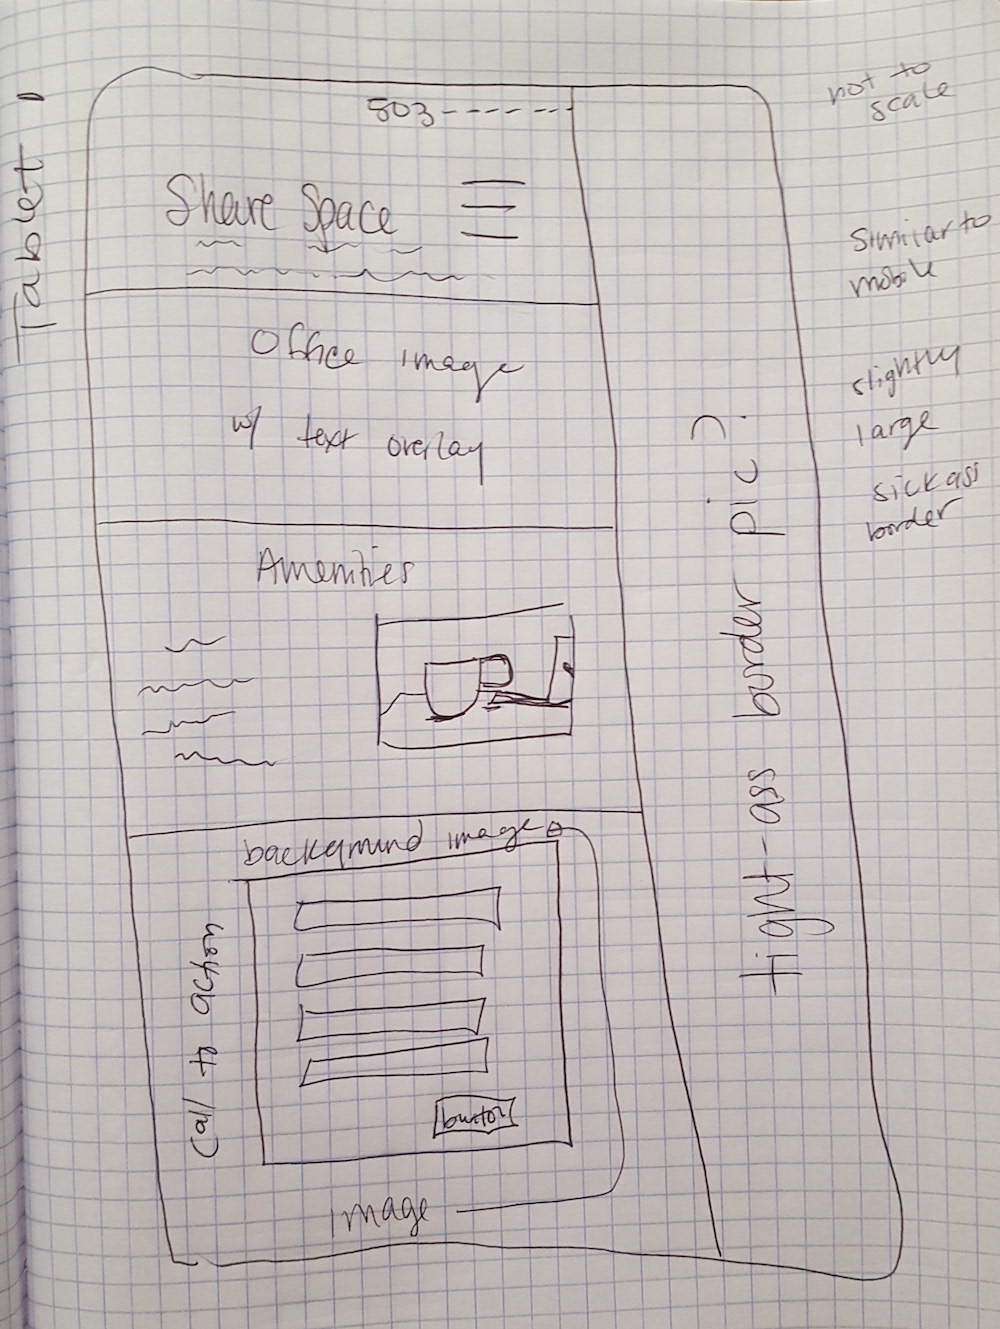 Tablet 1
not to
scale
503------
Share Space
Similar to
mobile
Office image
w/ text overlay
slightly
large
sick ass
border
tight-ass border pic?
Amenities
background image
Call to action
button
image